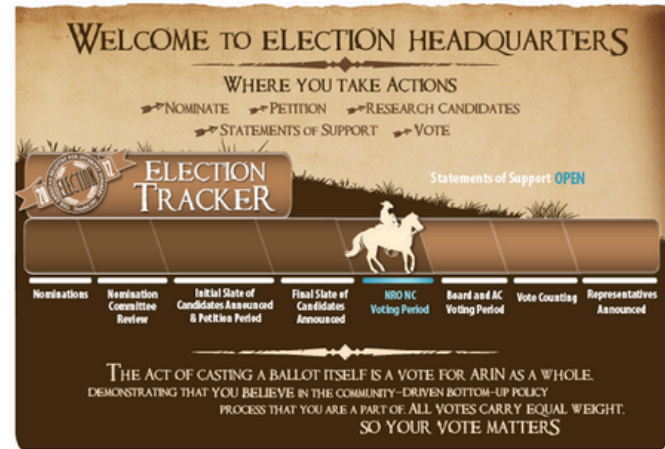 WELCOME TO ELECTION HEADQUARTERS
WHERE YOU TAKE ACTIONS
NOMINATE PETITION RESEARCH CANDIDATES
STATEMENTS OF SUPPORT VOTE
20 ELECTION 12
ELECTION
TRACKER
Statements of Support OPEN
Nominations
Nomination
Committee
Review
Initial Slate of
Candidates Announced
& Petition Period
Final Slate of
Candidates
Announced
NRO NC
Voting Period
Board and AC
Voting Period
Vote Counting
Representatives
Announced
THE ACT OF CASTING A BALLOT ITSELF IS A VOTE FOR ARIN AS A WHOLE,
DEMONSTRATING THAT YOU BELIEVE IN THE COMMUNITY-DRIVEN BOTTOM-UP POLICY
PROCESS THAT YOU ARE A PART OF. ALL VOTES CARRY EQUAL WEIGHT,
SO YOUR VOTE MATTERS